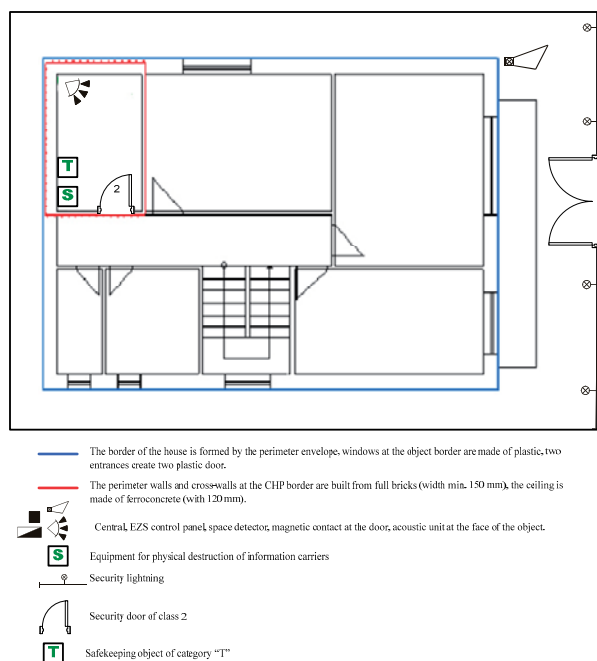 T
S
2
The border of the house is formed by the perimeter envelope, windows at the object border are made of plastic, two
entrances create two plastic door.
The perimeter walls and cross-walls at the CHP border are built from full bricks (width min. 150 mm), the ceiling is
made of ferroconcrete (with 120 mm).
Central, EZS control panel, space detector, magnetic contact at the door, acoustic unit at the face of the object.
S
Equipment for physical destruction of information carriers
Security lightning
Security door of class 2
T
Safekeeping object of category “T”